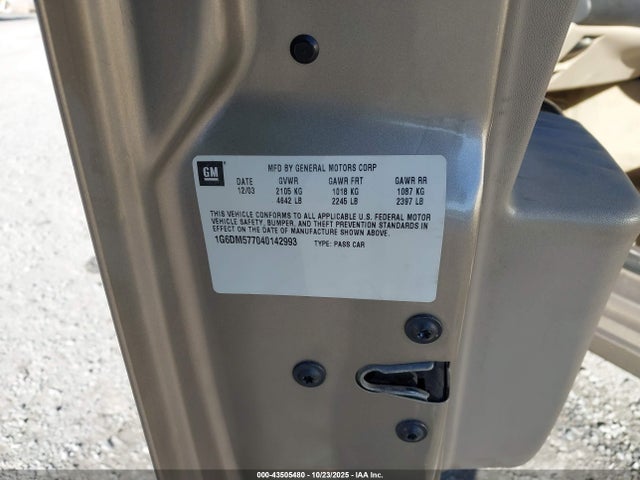 GM
MFD BY GENERAL MOTORS CORP
DATE GVWR GAWR FRT GAWR RR
12/03 2105 KG 1018 KG 1087 KG
4642 LB 2245 LB 2397 LB
THIS VEHICLE CONFORMS TO ALL APPLICABLE U.S. FEDERAL MOTOR
VEHICLE SAFETY, BUMPER, AND THEFT PREVENTION STANDARDS IN
EFFECT ON THE DATE OF MANUFACTURE SHOWN ABOVE.
1G6DM577040142993 TYPE: PASS CAR
000-43505480 - 10/23/2025 - IAA Inc.